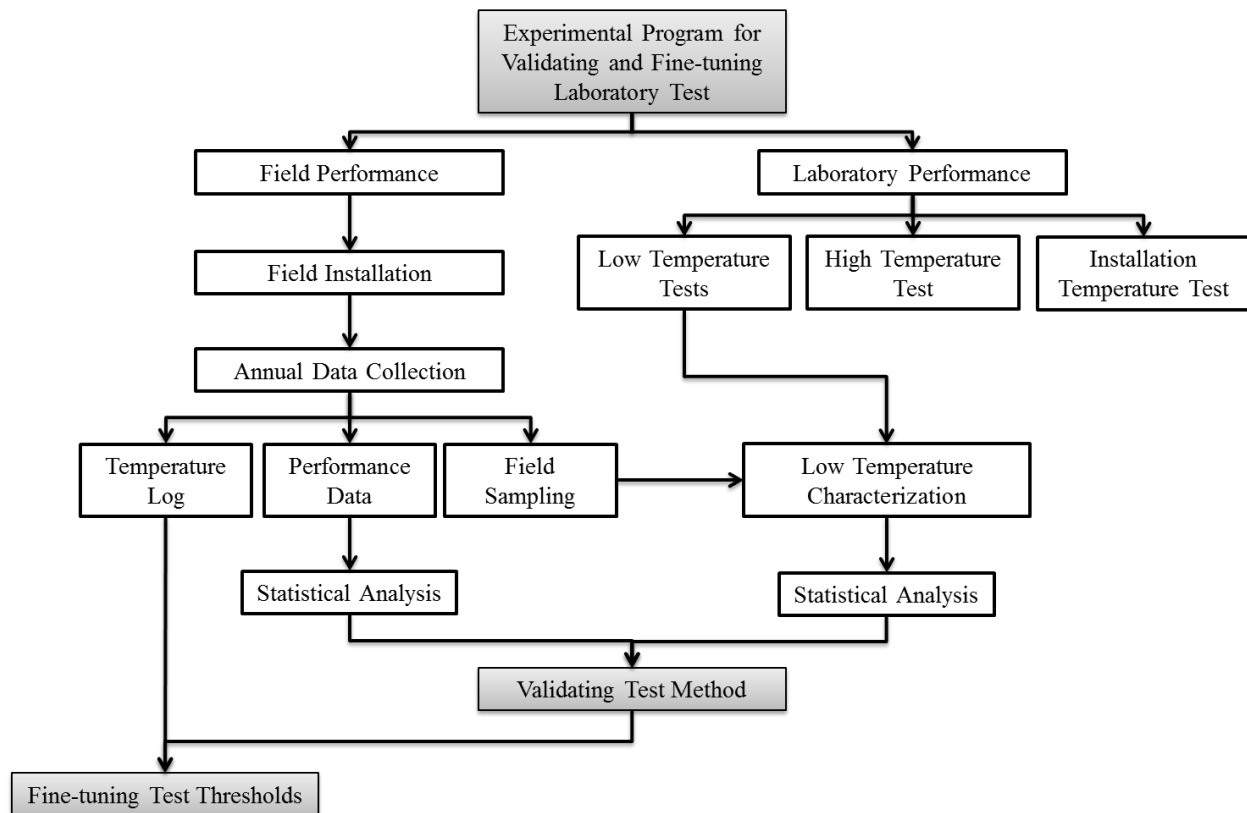 Experimental Program for
Validating and Fine-tuning
Laboratory Test
Field Performance
Laboratory Performance
Field Installation
Low Temperature
Tests
High Temperature
Test
Installation
Temperature Test
Annual Data Collection
Temperature
Log
Performance
Data
Field
Sampling
Low Temperature
Characterization
Statistical Analysis
Statistical Analysis
Validating Test Method
Fine-tuning Test Thresholds